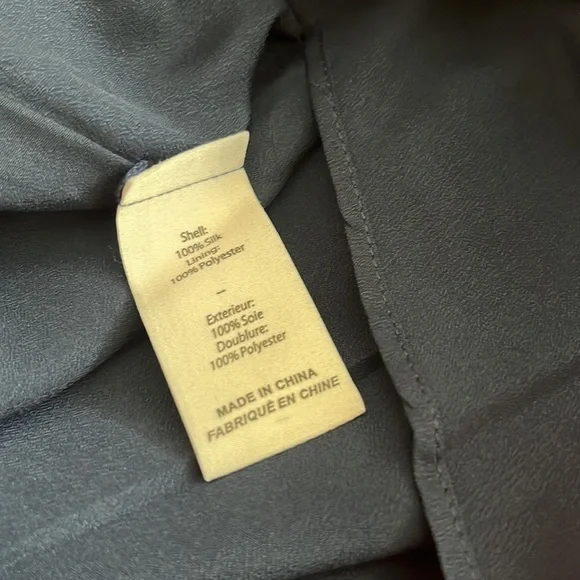 Shell:
100% Silk
Lining:
100% Polyester
-
Exterieur:
100% Soie
Doublure:
100% Polyester
MADE IN CHINA
FABRIQUÉ EN CHINE